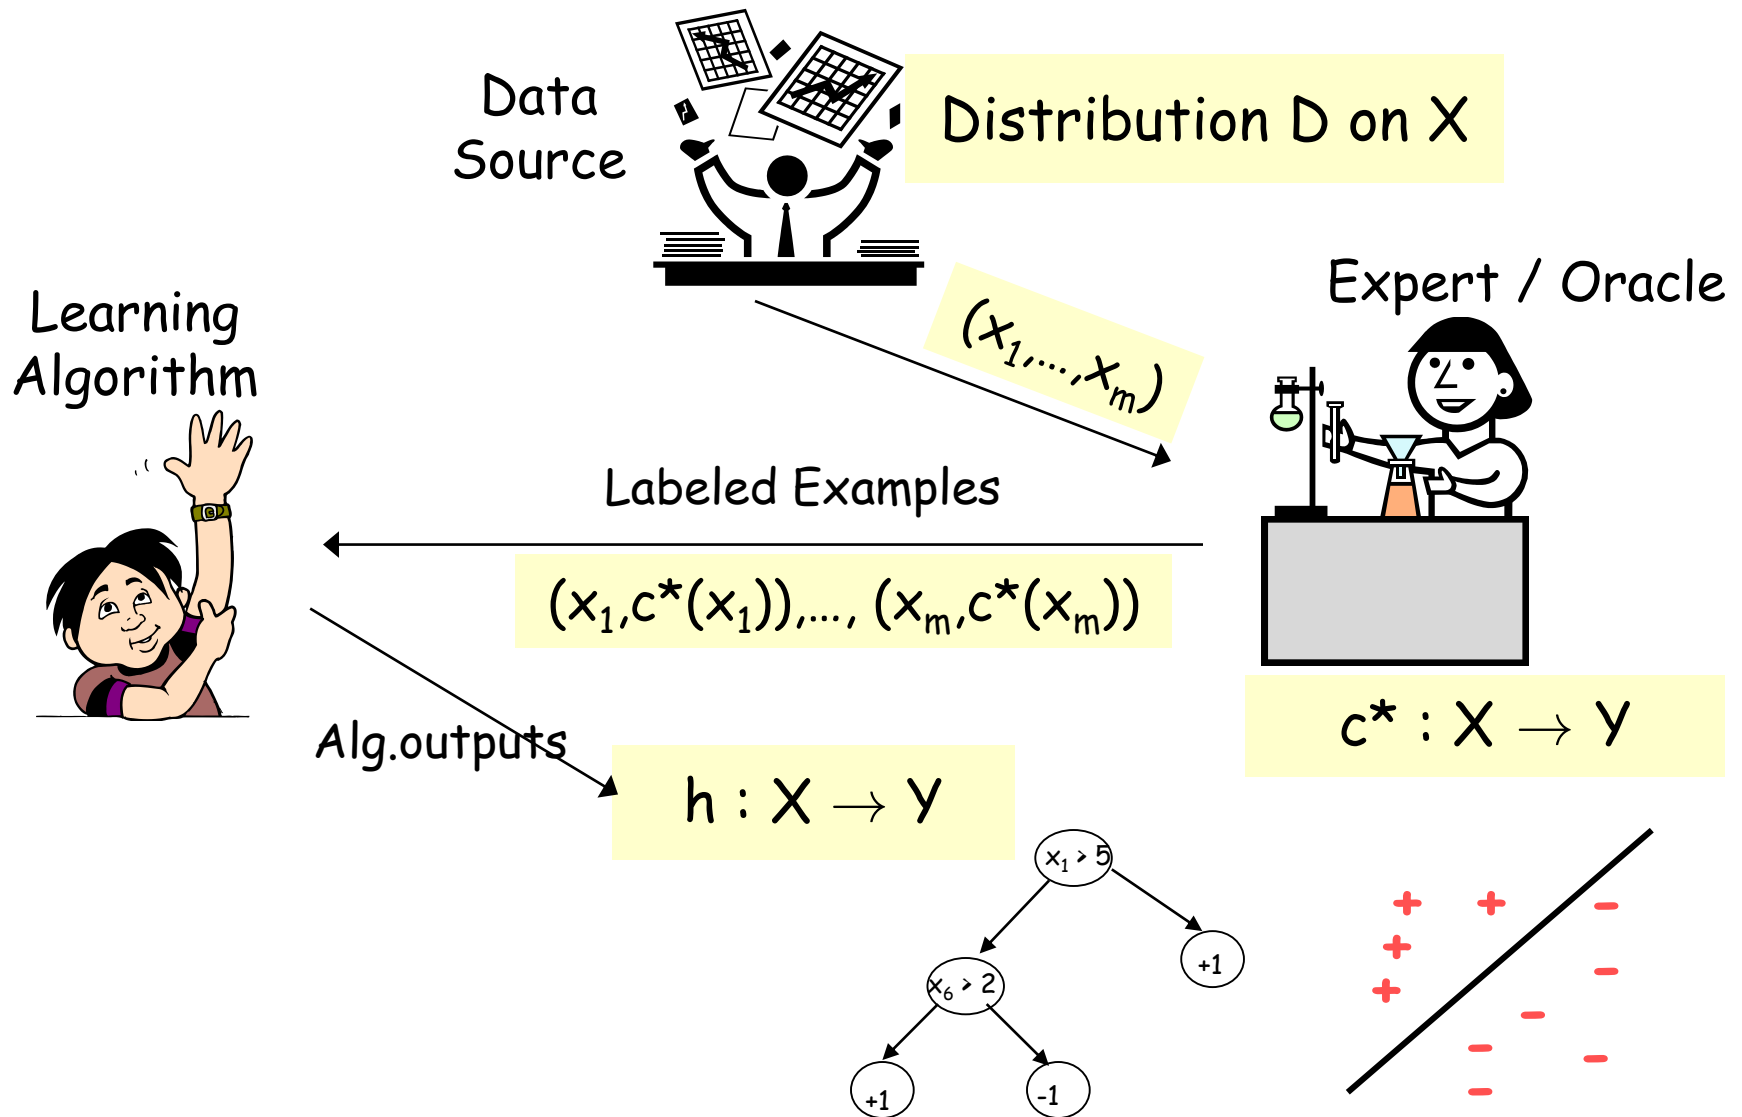 Data
Source
Distribution D on X
Expert / Oracle
Learning
Algorithm
(x₁,...,xₘ)
Labeled Examples
(x₁,c*(x₁)),..., (xₘ,c*(xₘ))
c* : X → Y
Alg.outputs
h : X → Y
x₁ > 5
+1
x₆ > 2
+1
-1
+ + −
+
−
+
−
−
−
−